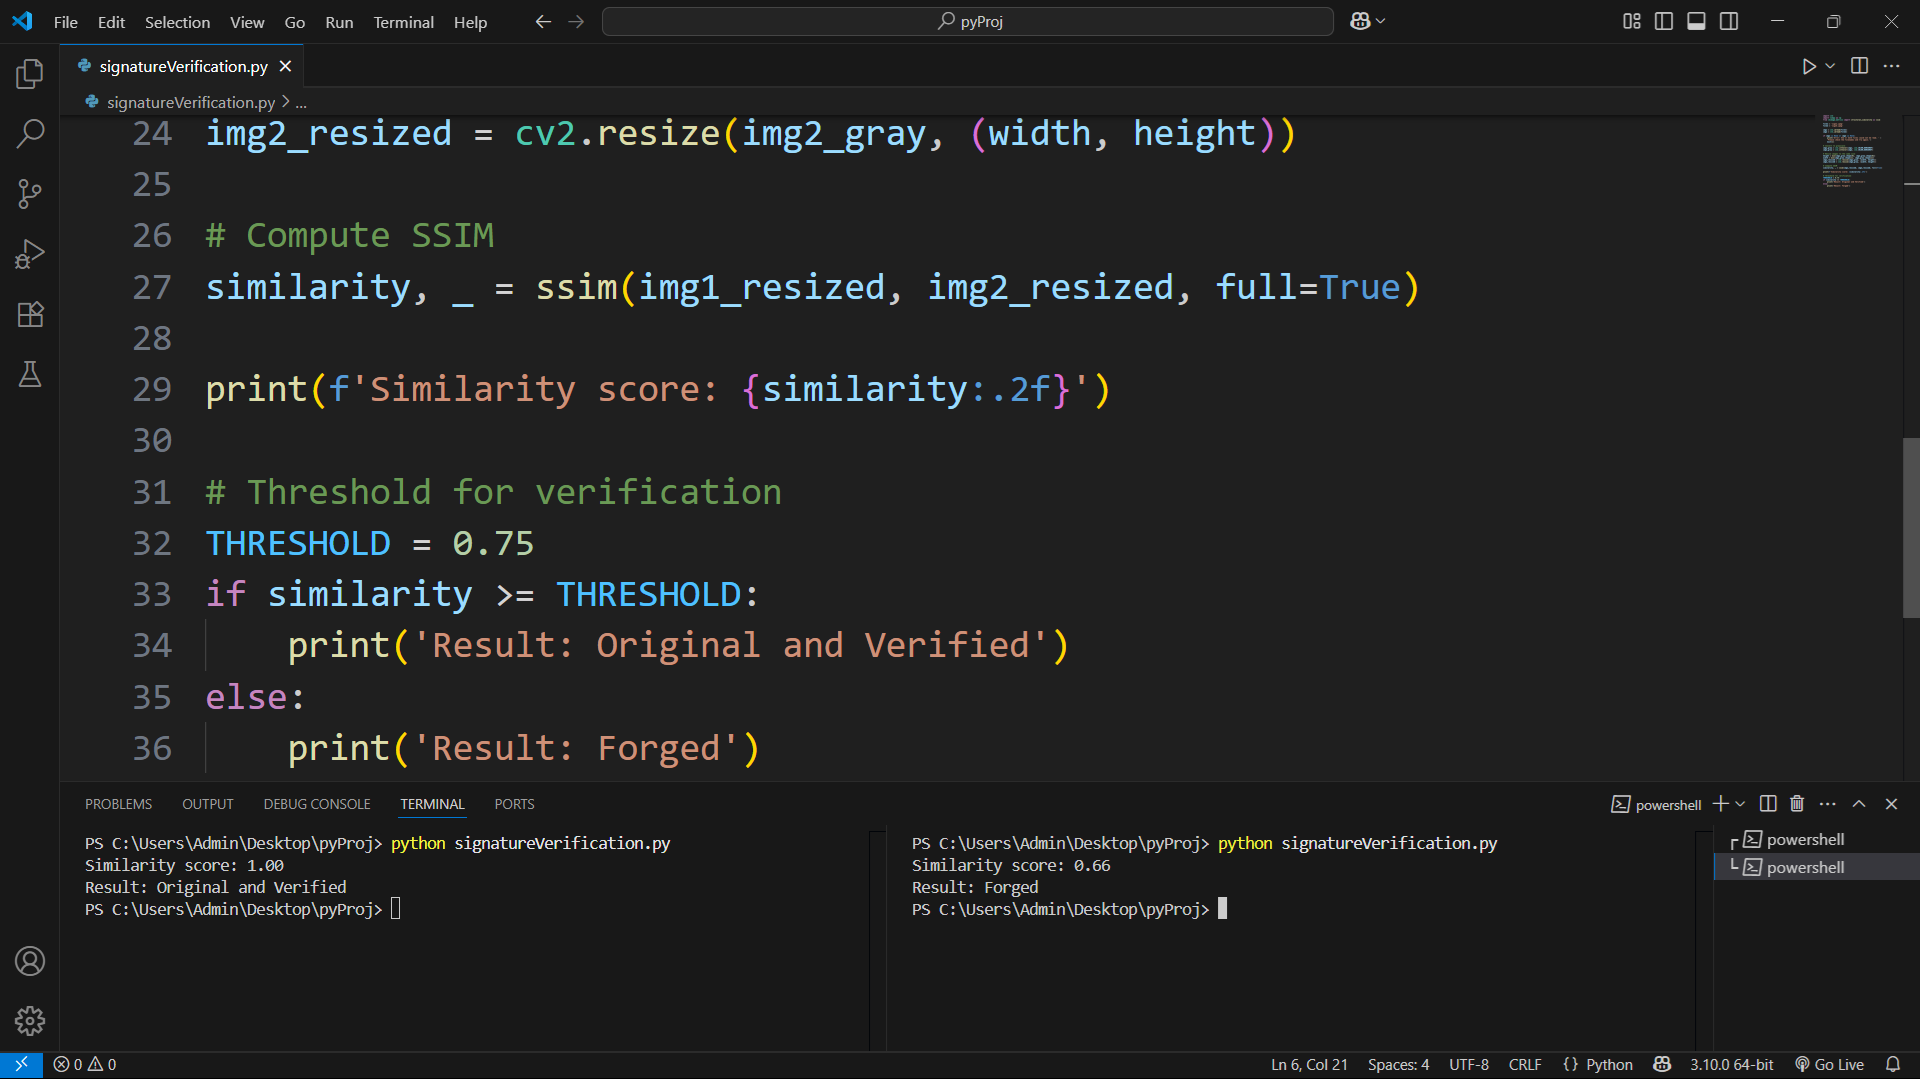 File Edit Selection View Go Run Terminal Help
pyProj
signatureVerification.py
signatureVerification.py > ...
24 img2_resized = cv2.resize(img2_gray, (width, height))
25
26 # Compute SSIM
27 similarity, _ = ssim(img1_resized, img2_resized, full=True)
28
29 print(f'Similarity score: {similarity:.2f}')
30
31 # Threshold for verification
32 THRESHOLD = 0.75
33 if similarity >= THRESHOLD:
34     print('Result: Original and Verified')
35 else:
36     print('Result: Forged')
PROBLEMS OUTPUT DEBUG CONSOLE TERMINAL PORTS
powershell
PS C:\Users\Admin\Desktop\pyProj> python signatureVerification.py
Similarity score: 1.00
Result: Original and Verified
PS C:\Users\Admin\Desktop\pyProj>
PS C:\Users\Admin\Desktop\pyProj> python signatureVerification.py
Similarity score: 0.66
Result: Forged
PS C:\Users\Admin\Desktop\pyProj>
powershell
powershell
0 0 Ln 6, Col 21 Spaces: 4 UTF-8 CRLF {} Python 3.10.0 64-bit Go Live